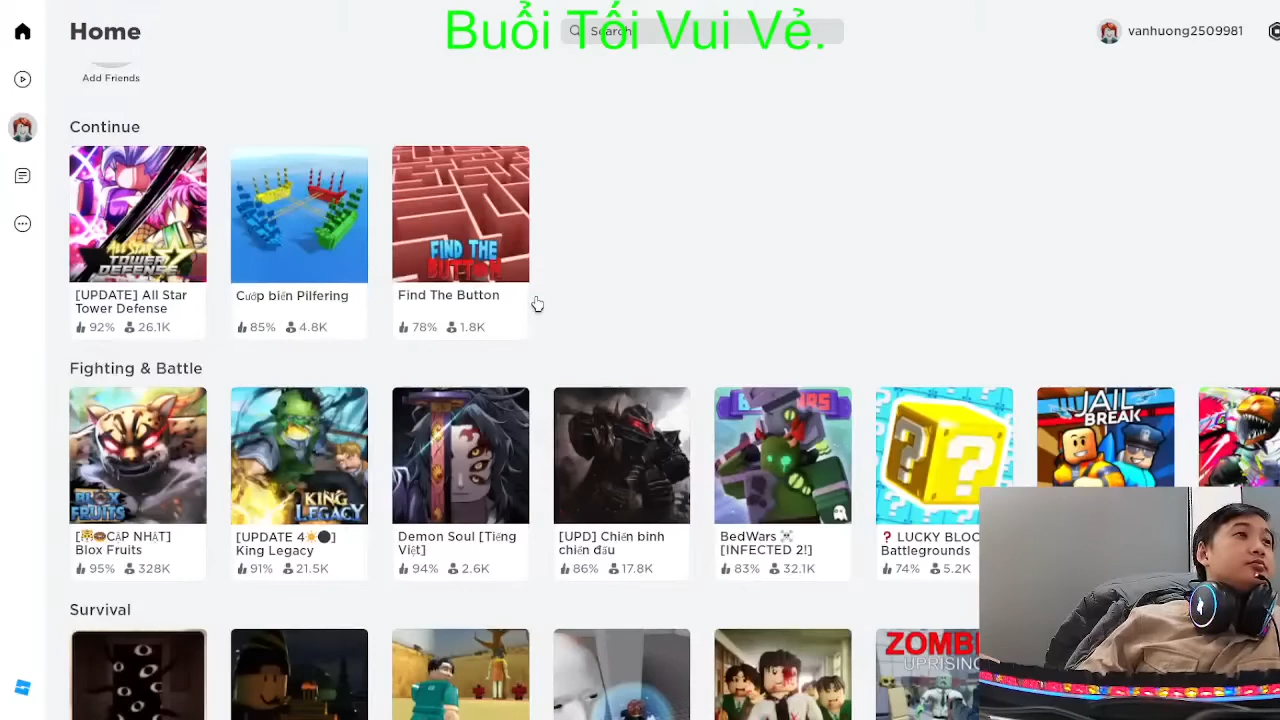 Home
Buổi Tối Vui Vẻ.
Search
vanhuong2509981
Add Friends
Continue
ALL STAR TOWER DEFENSE
FIND THE BUTTON
[UPDATE] All Star Tower Defense
92% 26.1K
Cướp biển Pilfering
85% 4.8K
Find The Button
78% 1.8K
Fighting & Battle
BLOX FRUITS
KING LEGACY
JAIL BREAK
[CẬP NHẬT] Blox Fruits
95% 328K
[UPDATE 4] King Legacy
91% 21.5K
Demon Soul [Tiếng Việt]
94% 2.6K
[UPD] Chiến binh chiến đấu
86% 17.8K
BedWars ☠️ [INFECTED 2!]
83% 32.1K
❓ LUCKY BLOC Battlegrounds
74% 5.2K
Survival
ZOMBI
UPRISING